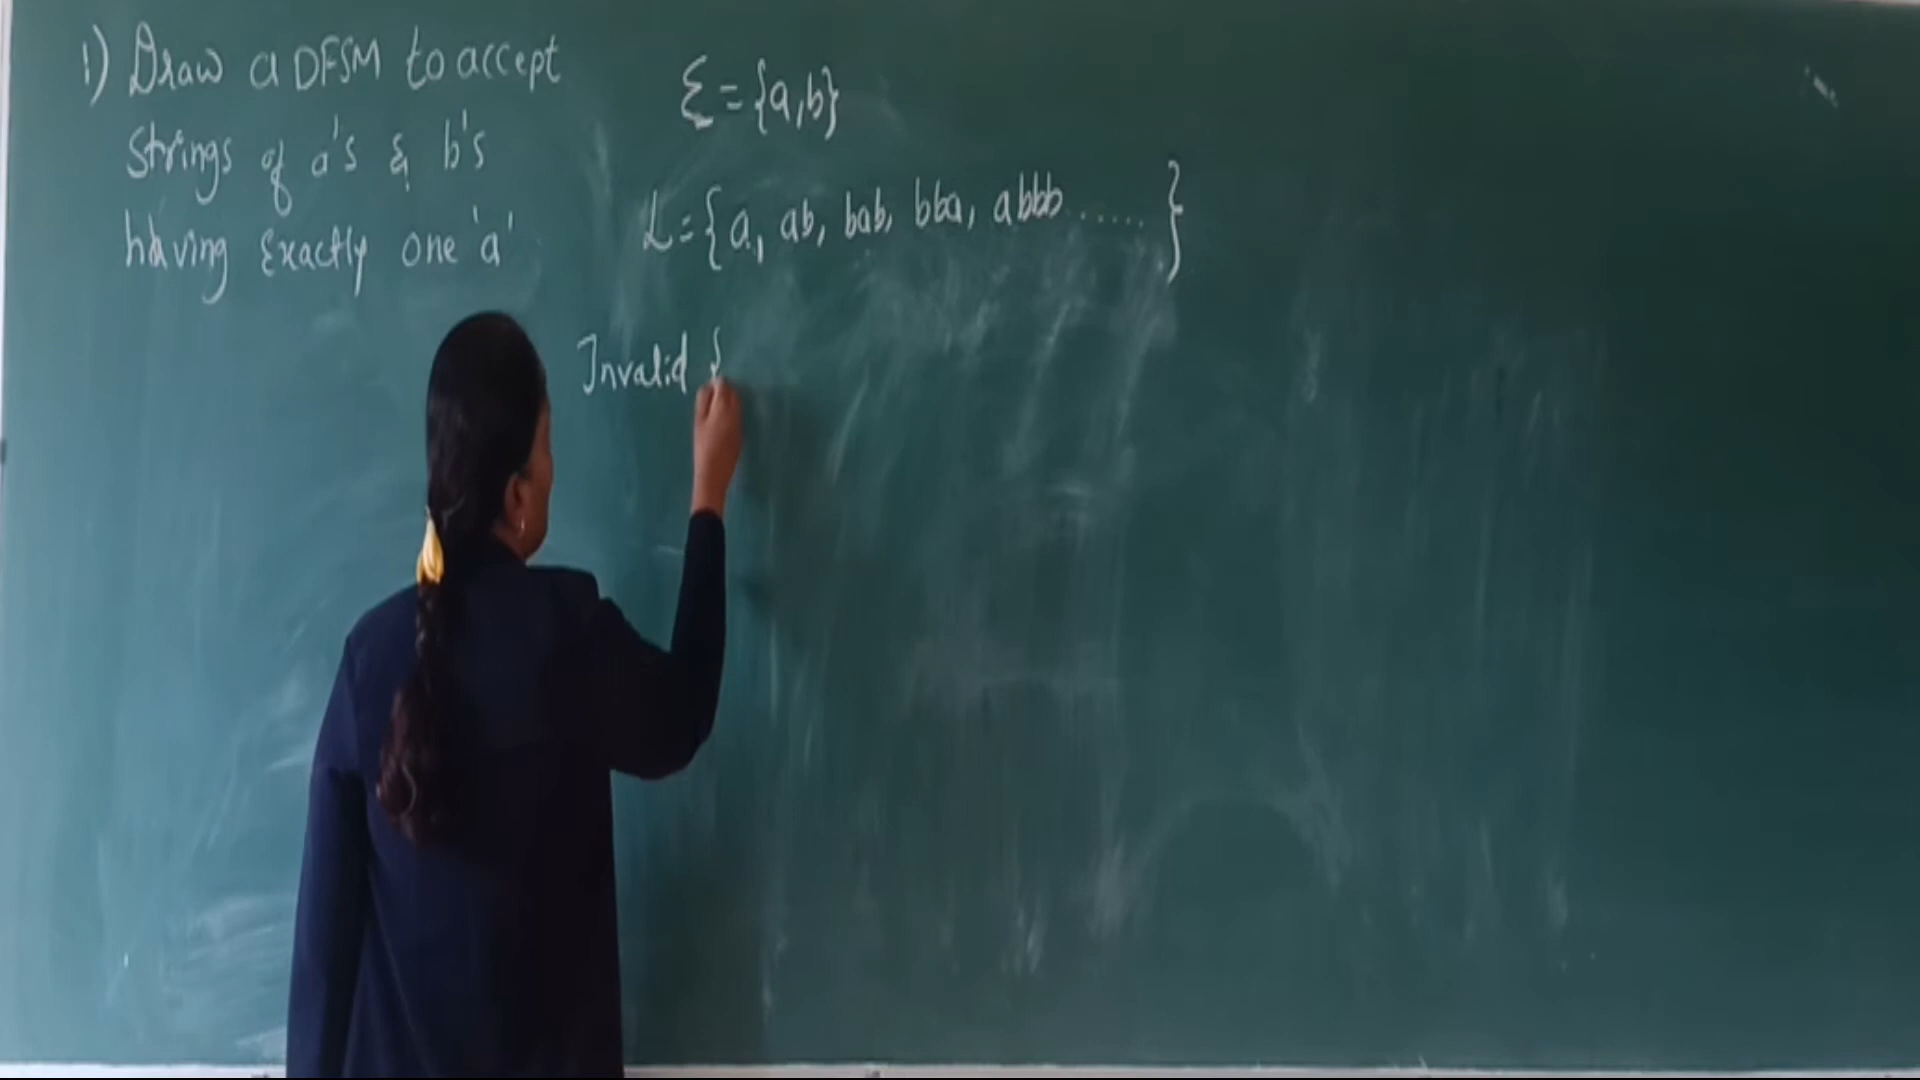 1) Draw a DFSM to accept
strings of a's & b's
having Exactly one 'a'
Σ = {a,b}
L = {a, ab, bab, bba, abbb ...... }
Invalid {